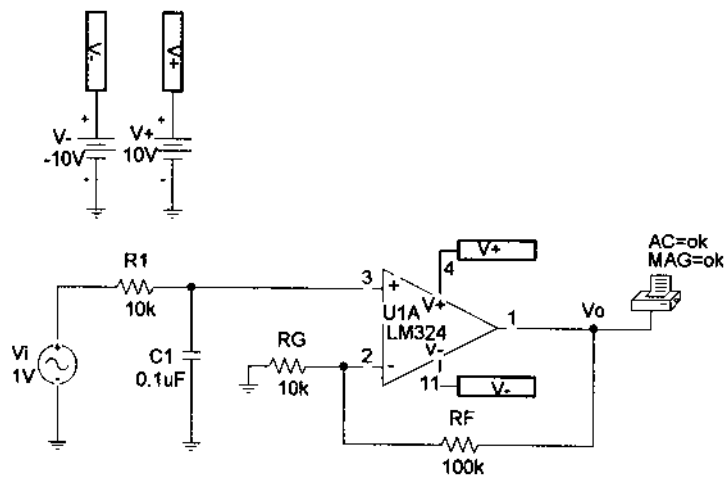 V-
V+
V-
-10V
V+
10V
AC=ok
MAG=ok
R1
10k
3
V+
4
V+
U1A
LM324
1
Vo
Vi
1V
C1
0.1uF
RG
10k
2
V-
11
V-
RF
100k